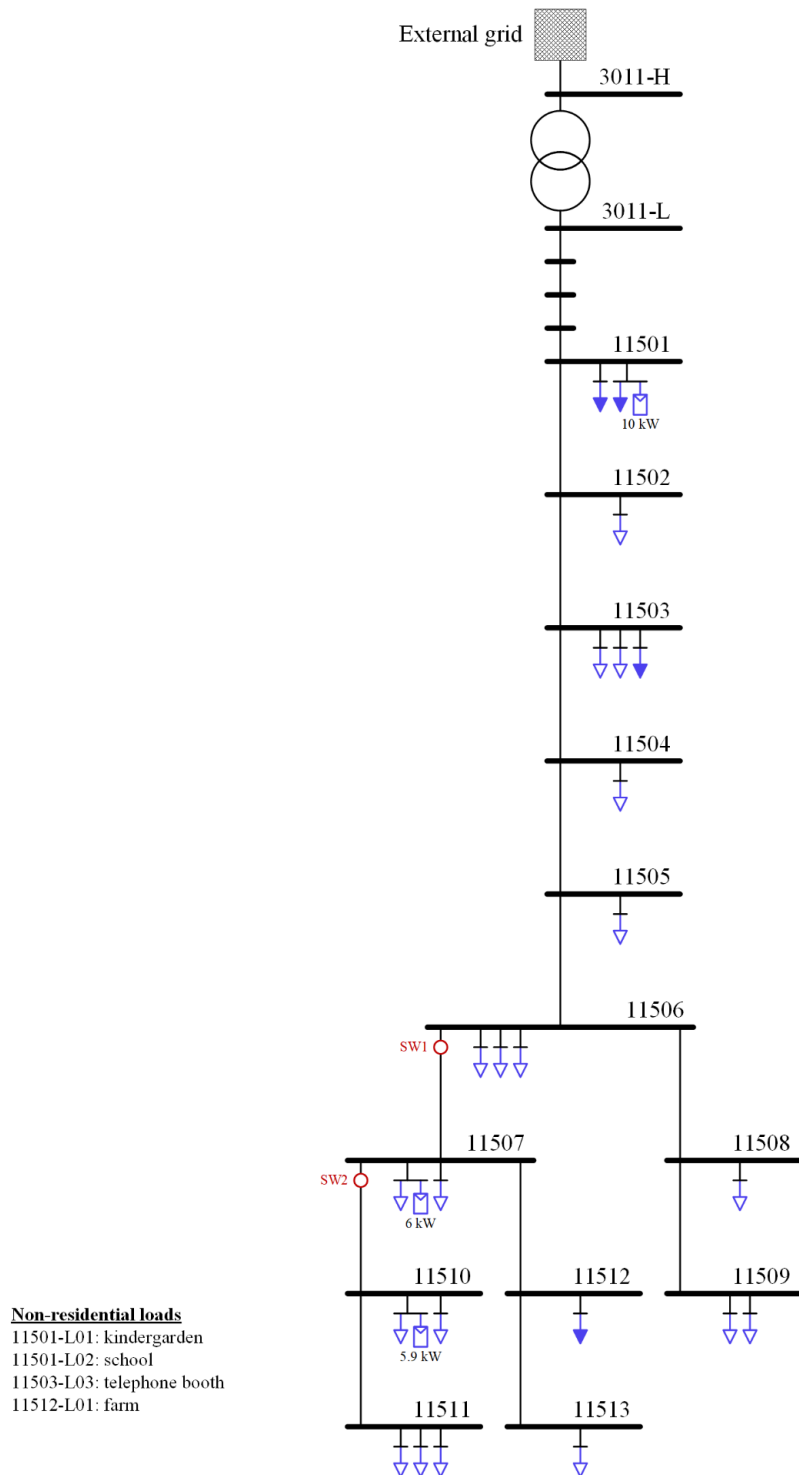 External grid
3011-H
3011-L
11501
10 kW
11502
11503
11504
11505
11506
SW1
11507
11508
SW2
6 kW
11510
11512
11509
Non-residential loads
11501-L01: kindergarden
5.9 kW
11501-L02: school
11503-L03: telephone booth
11512-L01: farm
11511
11513